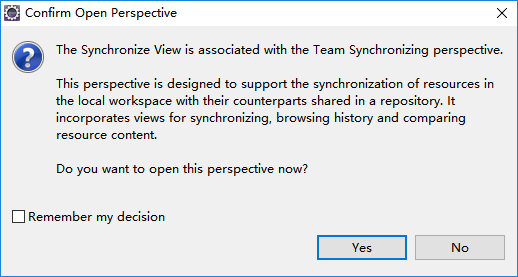 Confirm Open Perspective
The Synchronize View is associated with the Team Synchronizing perspective.
This perspective is designed to support the synchronization of resources in
the local workspace with their counterparts shared in a repository. It
incorporates views for synchronizing, browsing history and comparing
resource content.
Do you want to open this perspective now?
Remember my decision
Yes
No